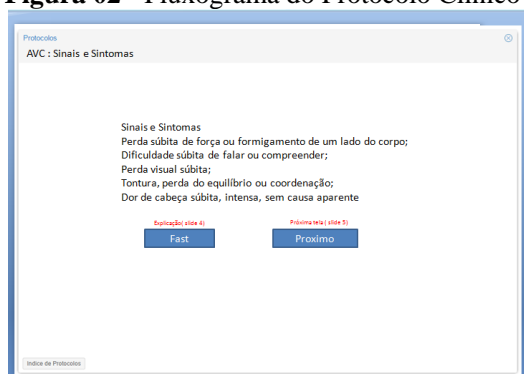 Figura 02 - Fluxograma do Protocolo Clínico
Protocolos
AVC : Sinais e Sintomas
Sinais e Sintomas
Perda súbita de força ou formigamento de um lado do corpo;
Dificuldade súbita de falar ou compreender;
Perda visual súbita;
Tontura, perda do equilíbrio ou coordenação;
Dor de cabeça súbita, intensa, sem causa aparente
Explicação( slide 4) Próxima tela ( slide 5)
Fast Proximo
Indice de Protocolos